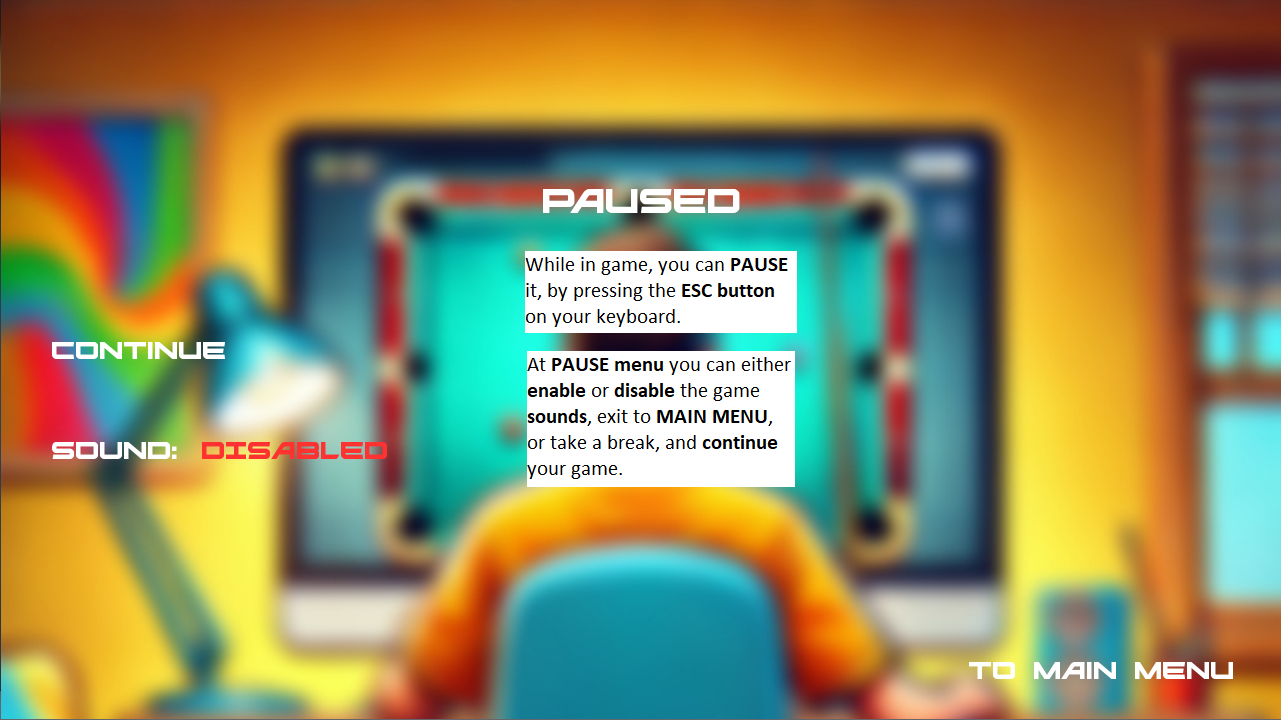 PAUSED
While in game, you can PAUSE
it, by pressing the ESC button
on your keyboard.
CONTINUE
At PAUSE menu you can either
enable or disable the game
sounds, exit to MAIN MENU,
or take a break, and continue
your game.
SOUND: DISABLED
TO MAIN MENU